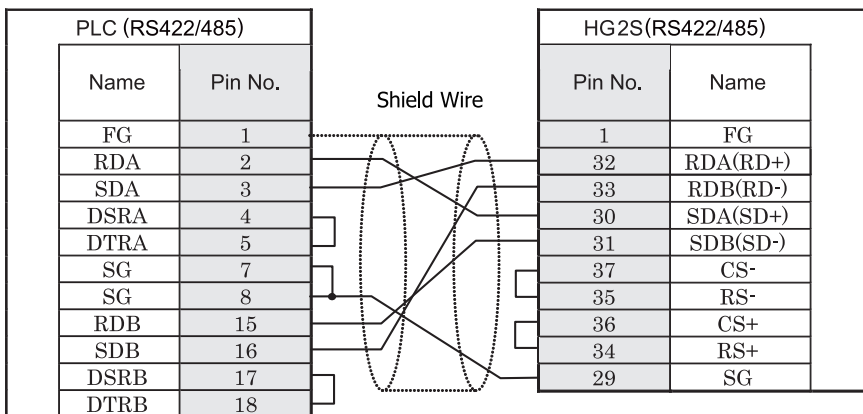 PLC (RS422/485)
Name Pin No.
FG 1
RDA 2
SDA 3
DSRA 4
DTRA 5
SG 7
SG 8
RDB 15
SDB 16
DSRB 17
DTRB 18
Shield Wire
HG2S(RS422/485)
Pin No. Name
1 FG
32 RDA(RD+)
33 RDB(RD-)
30 SDA(SD+)
31 SDB(SD-)
37 CS-
35 RS-
36 CS+
34 RS+
29 SG